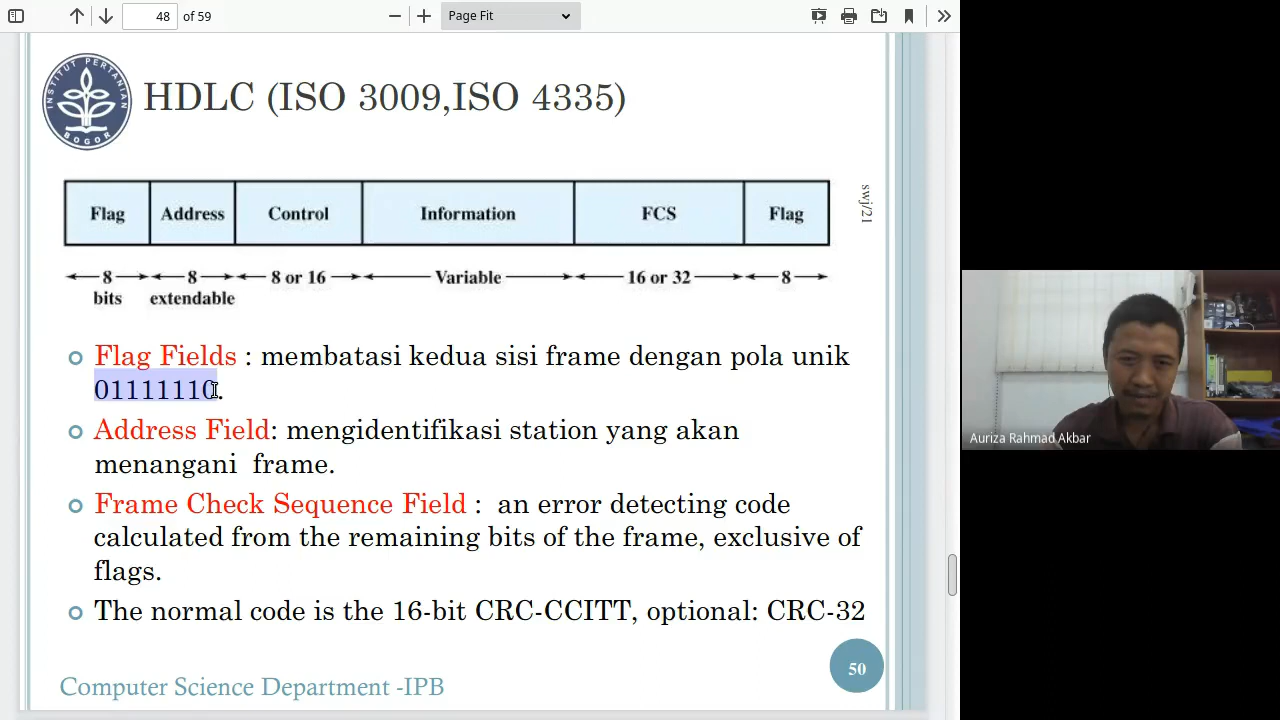 48 of 59
Page Fit
INSTITUT PERTANIAN
BOGOR
HDLC (ISO 3009,ISO 4335)
swj/21
Flag Address Control Information FCS Flag
8 8 8 or 16 Variable 16 or 32 8
bits extendable
Flag Fields : membatasi kedua sisi frame dengan pola unik
01111110.
Address Field: mengidentifikasi station yang akan
menangani frame.
Frame Check Sequence Field : an error detecting code
calculated from the remaining bits of the frame, exclusive of
flags.
The normal code is the 16-bit CRC-CCITT, optional: CRC-32
50
Computer Science Department -IPB
Auriza Rahmad Akbar